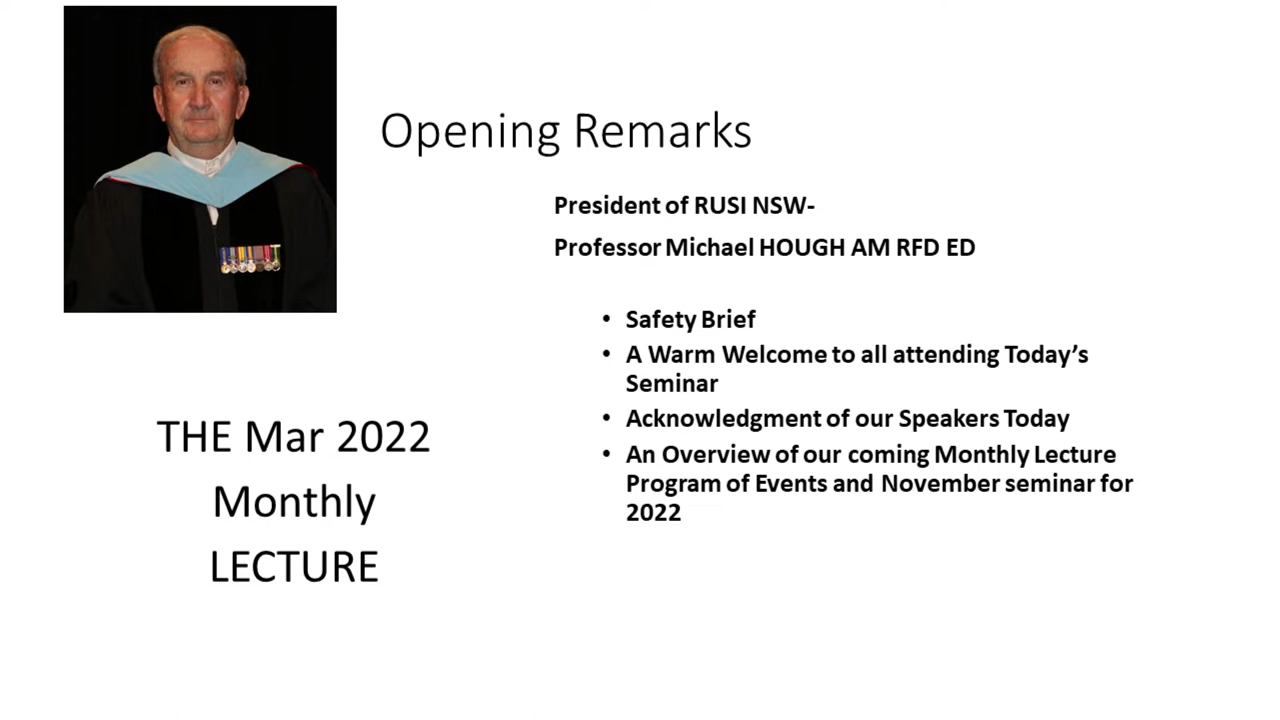 Opening Remarks
President of RUSI NSW-
Professor Michael HOUGH AM RFD ED
• Safety Brief
• A Warm Welcome to all attending Today’s
Seminar
• Acknowledgment of our Speakers Today
• An Overview of our coming Monthly Lecture
Program of Events and November seminar for
2022
THE Mar 2022
Monthly
LECTURE